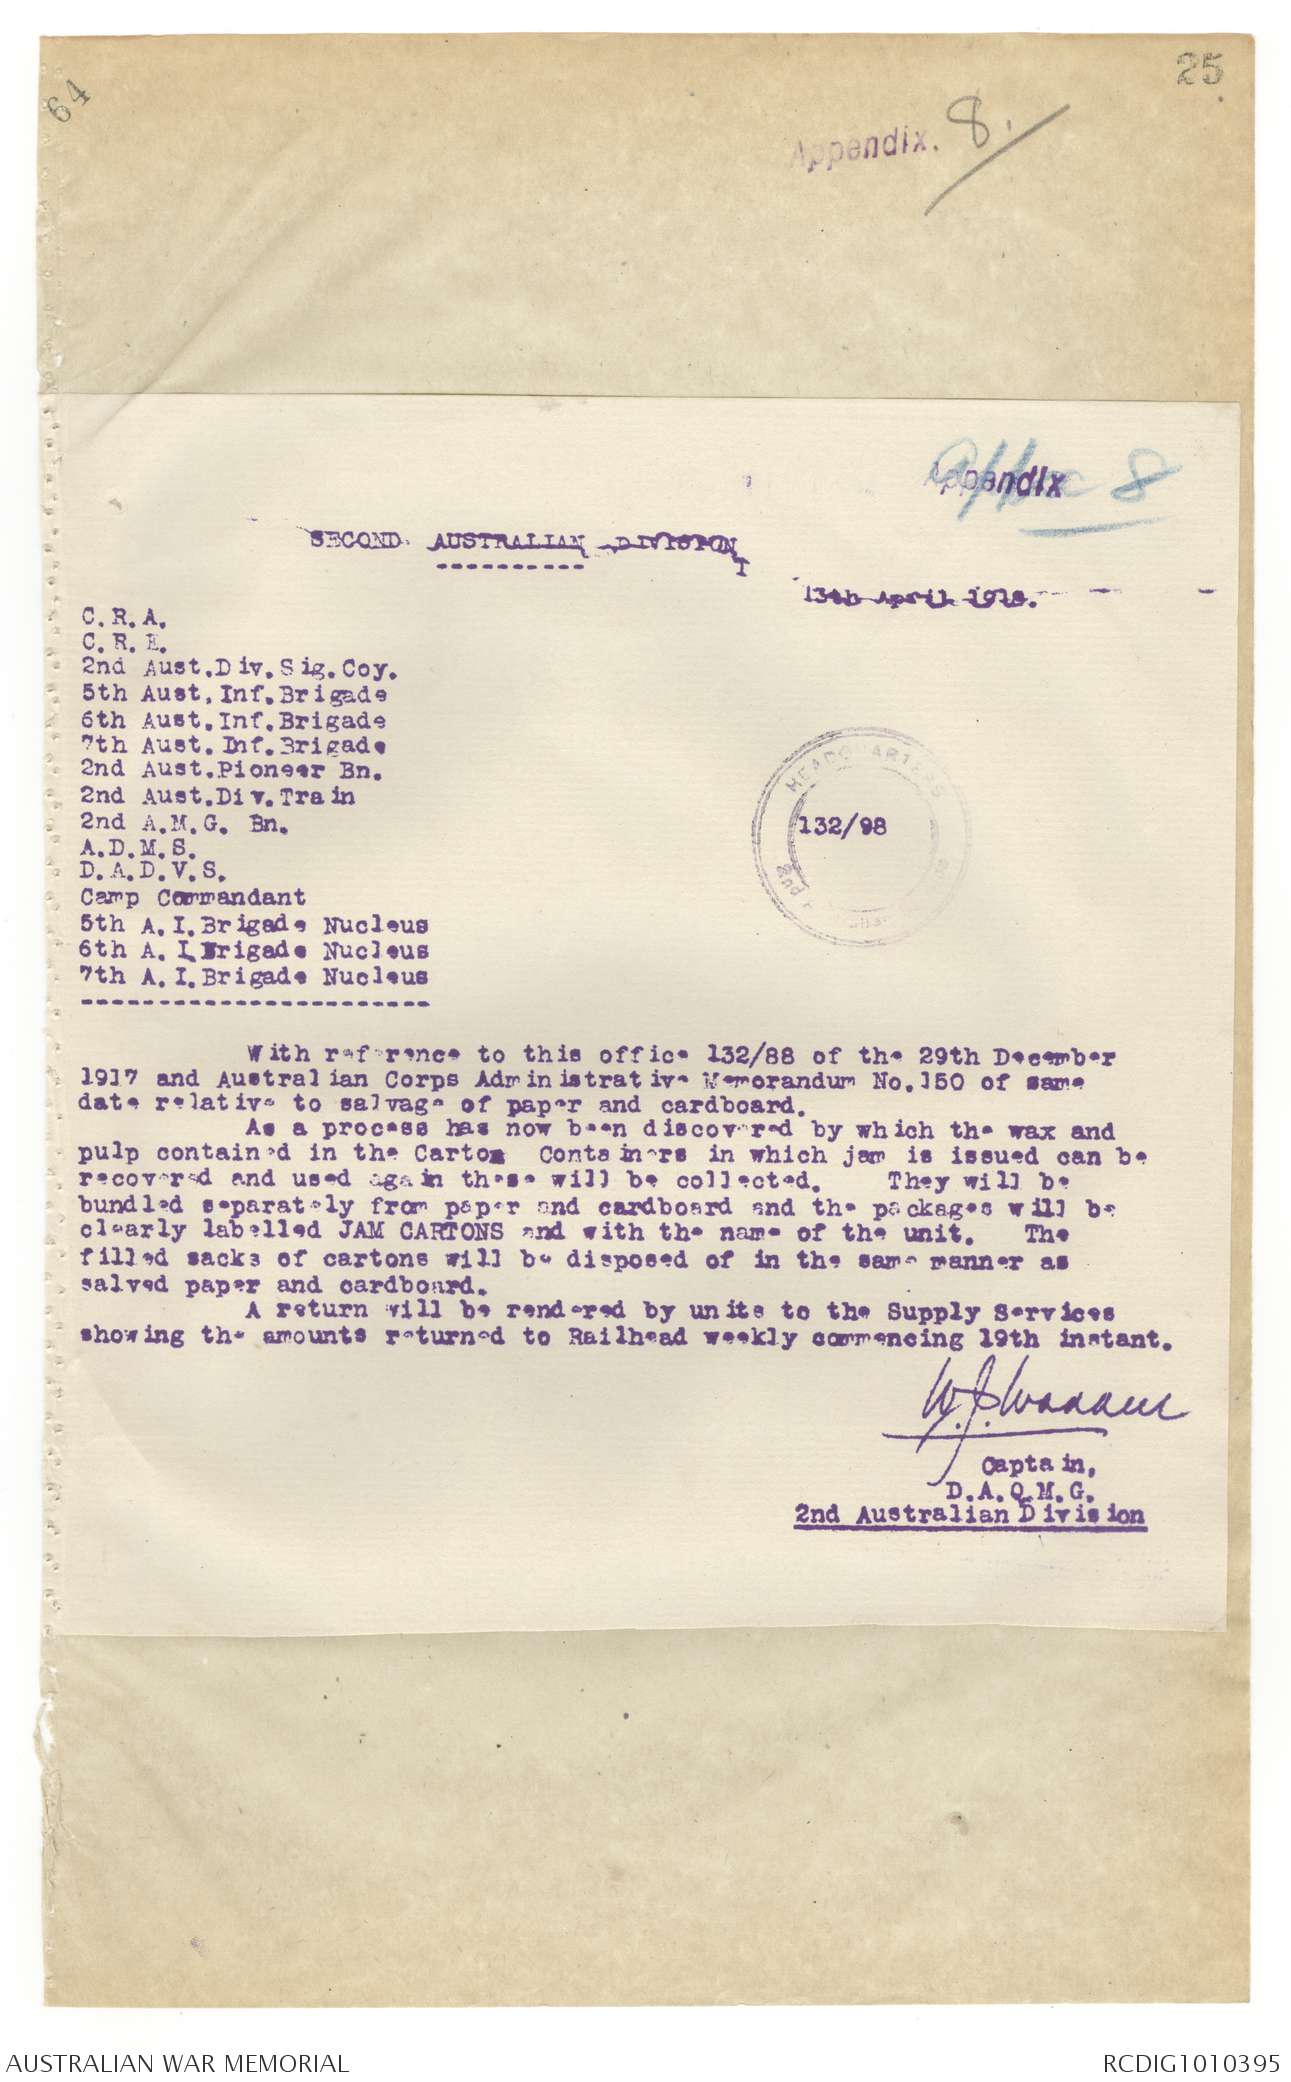 64
25
Appendix. 8.
Appendix 8
SECOND AUSTRALIAN DIVISION
----------
13th April 1918.
C.R.A.
C.R.E.
2nd Aust.Div.Sig.Coy.
5th Aust.Inf.Brigade
6th Aust.Inf.Brigade
7th Aust.Inf.Brigade
2nd Aust.Pioneer Bn.
2nd Aust.Div.Train
2nd A.M.G. Bn.
A.D.M.S.
D.A.D.V.S.
Camp Commandant
5th A.I.Brigade Nucleus
6th A.I.Brigade Nucleus
7th A.I.Brigade Nucleus
-----------------------
HEADQUARTERS
132/98
With reference to this office 132/88 of the 29th December
1917 and Australian Corps Administrative Memorandum No.150 of same
date relative to salvage of paper and cardboard.
As a process has now been discovered by which the wax and
pulp contained in the Carton Containers in which jam is issued can be
recovered and used again these will be collected. They will be
bundled separately from paper and cardboard and the packages will be
clearly labelled JAM CARTONS and with the name of the unit. The
filled sacks of cartons will be disposed of in the same manner as
salved paper and cardboard.
A return will be rendered by units to the Supply Services
showing the amounts returned to Railhead weekly commencing 19th instant.
Captain,
D.A.Q.M.G.
2nd Australian Division
AUSTRALIAN WAR MEMORIAL
RCDIG1010395